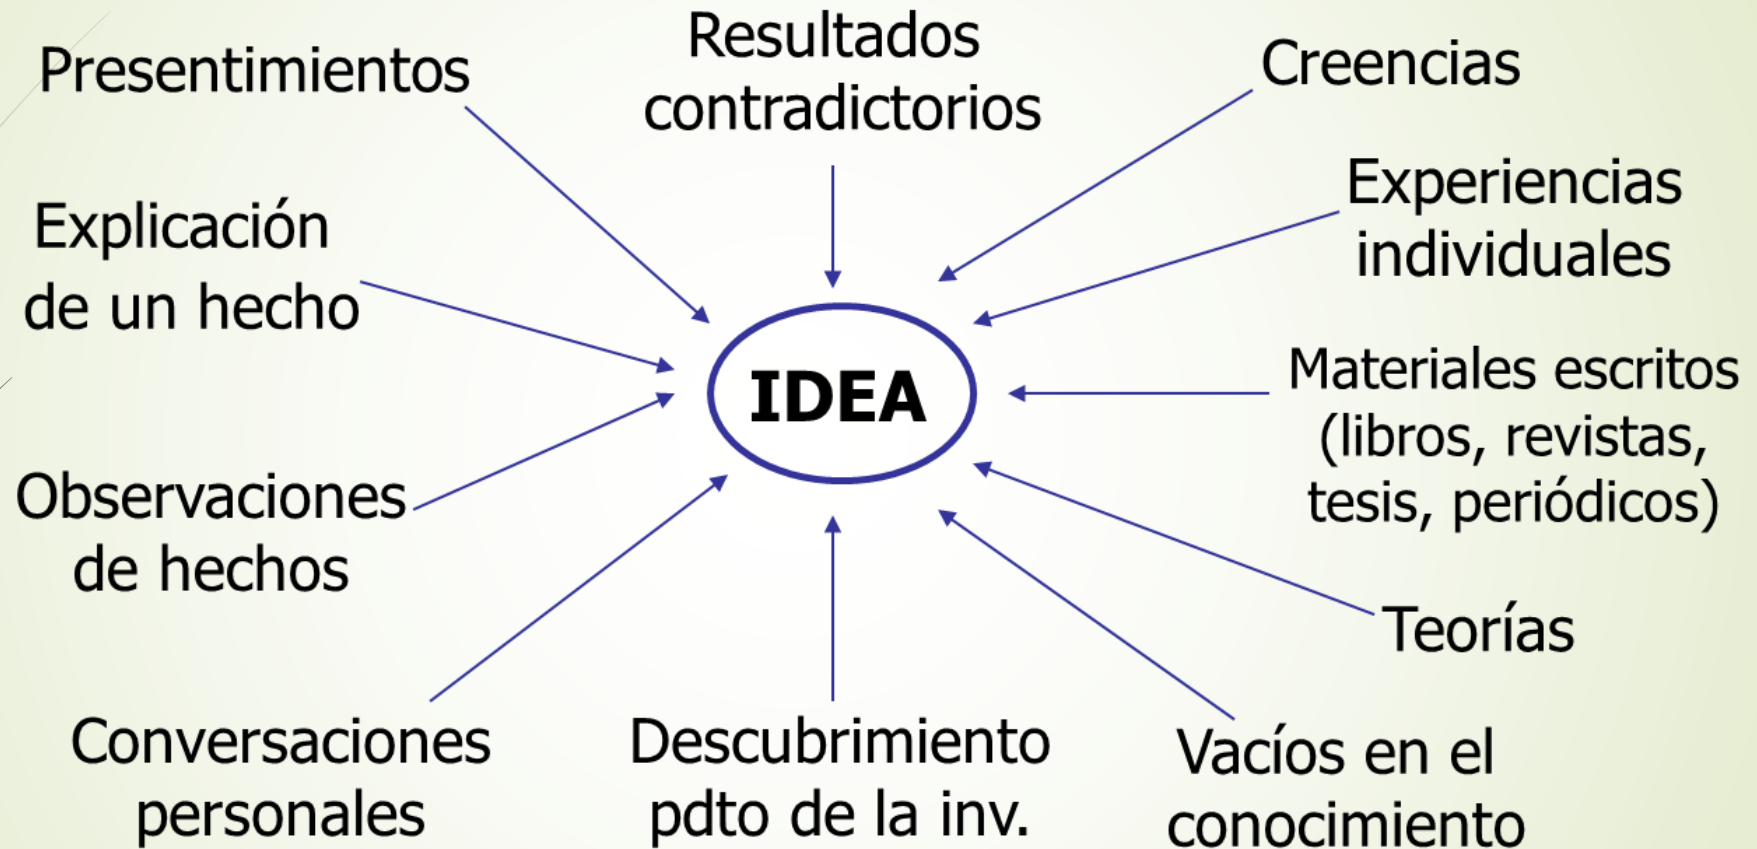 Presentimientos
Resultados
contradictorios
Creencias
Experiencias
individuales
Explicación
de un hecho
IDEA
Materiales escritos
(libros, revistas,
tesis, periódicos)
Observaciones
de hechos
Teorías
Conversaciones
personales
Descubrimiento
pdto de la inv.
Vacíos en el
conocimiento